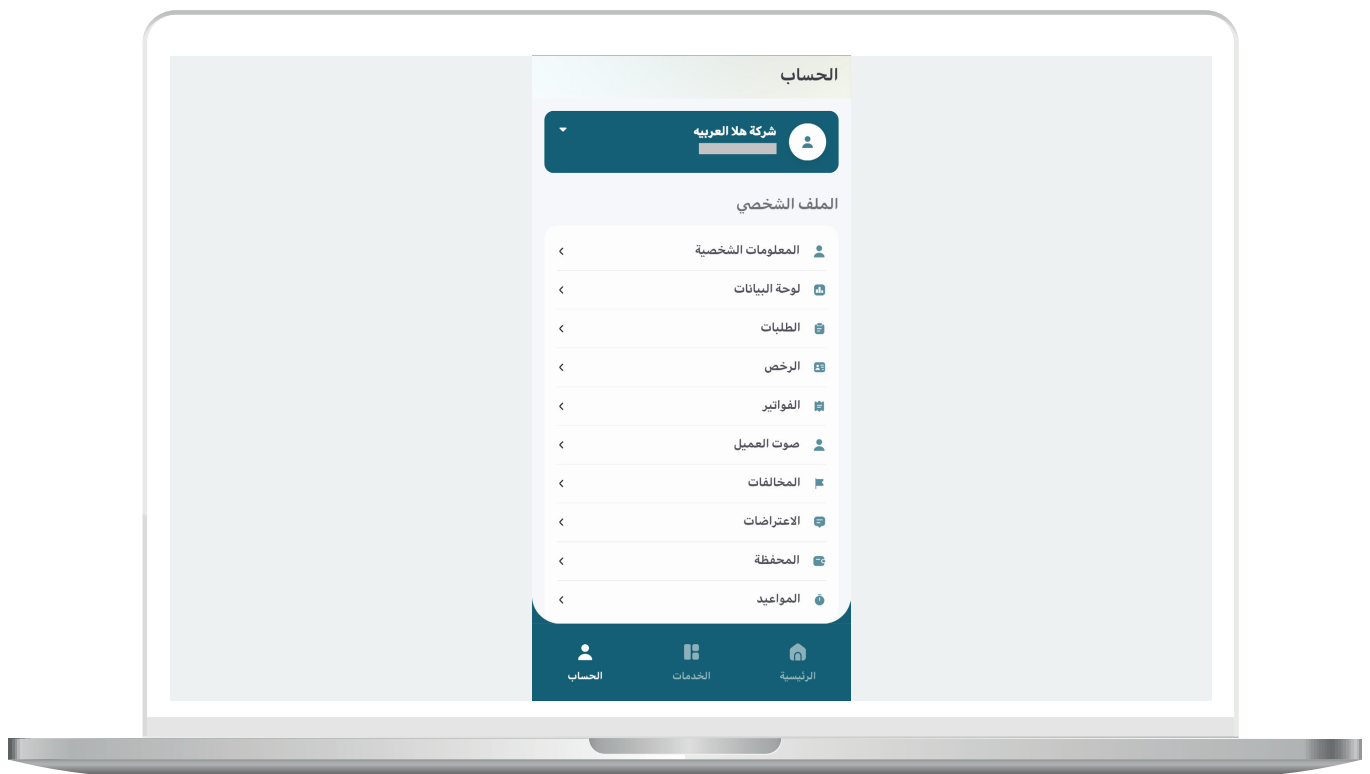 الحساب
شركة هلا العربيه
الملف الشخصي
المعلومات الشخصية
لوحة البيانات
الطلبات
الرخص
الفواتير
صوت العميل
المخالفات
الاعتراضات
المحفظة
المواعيد
الرئيسية الخدمات الحساب